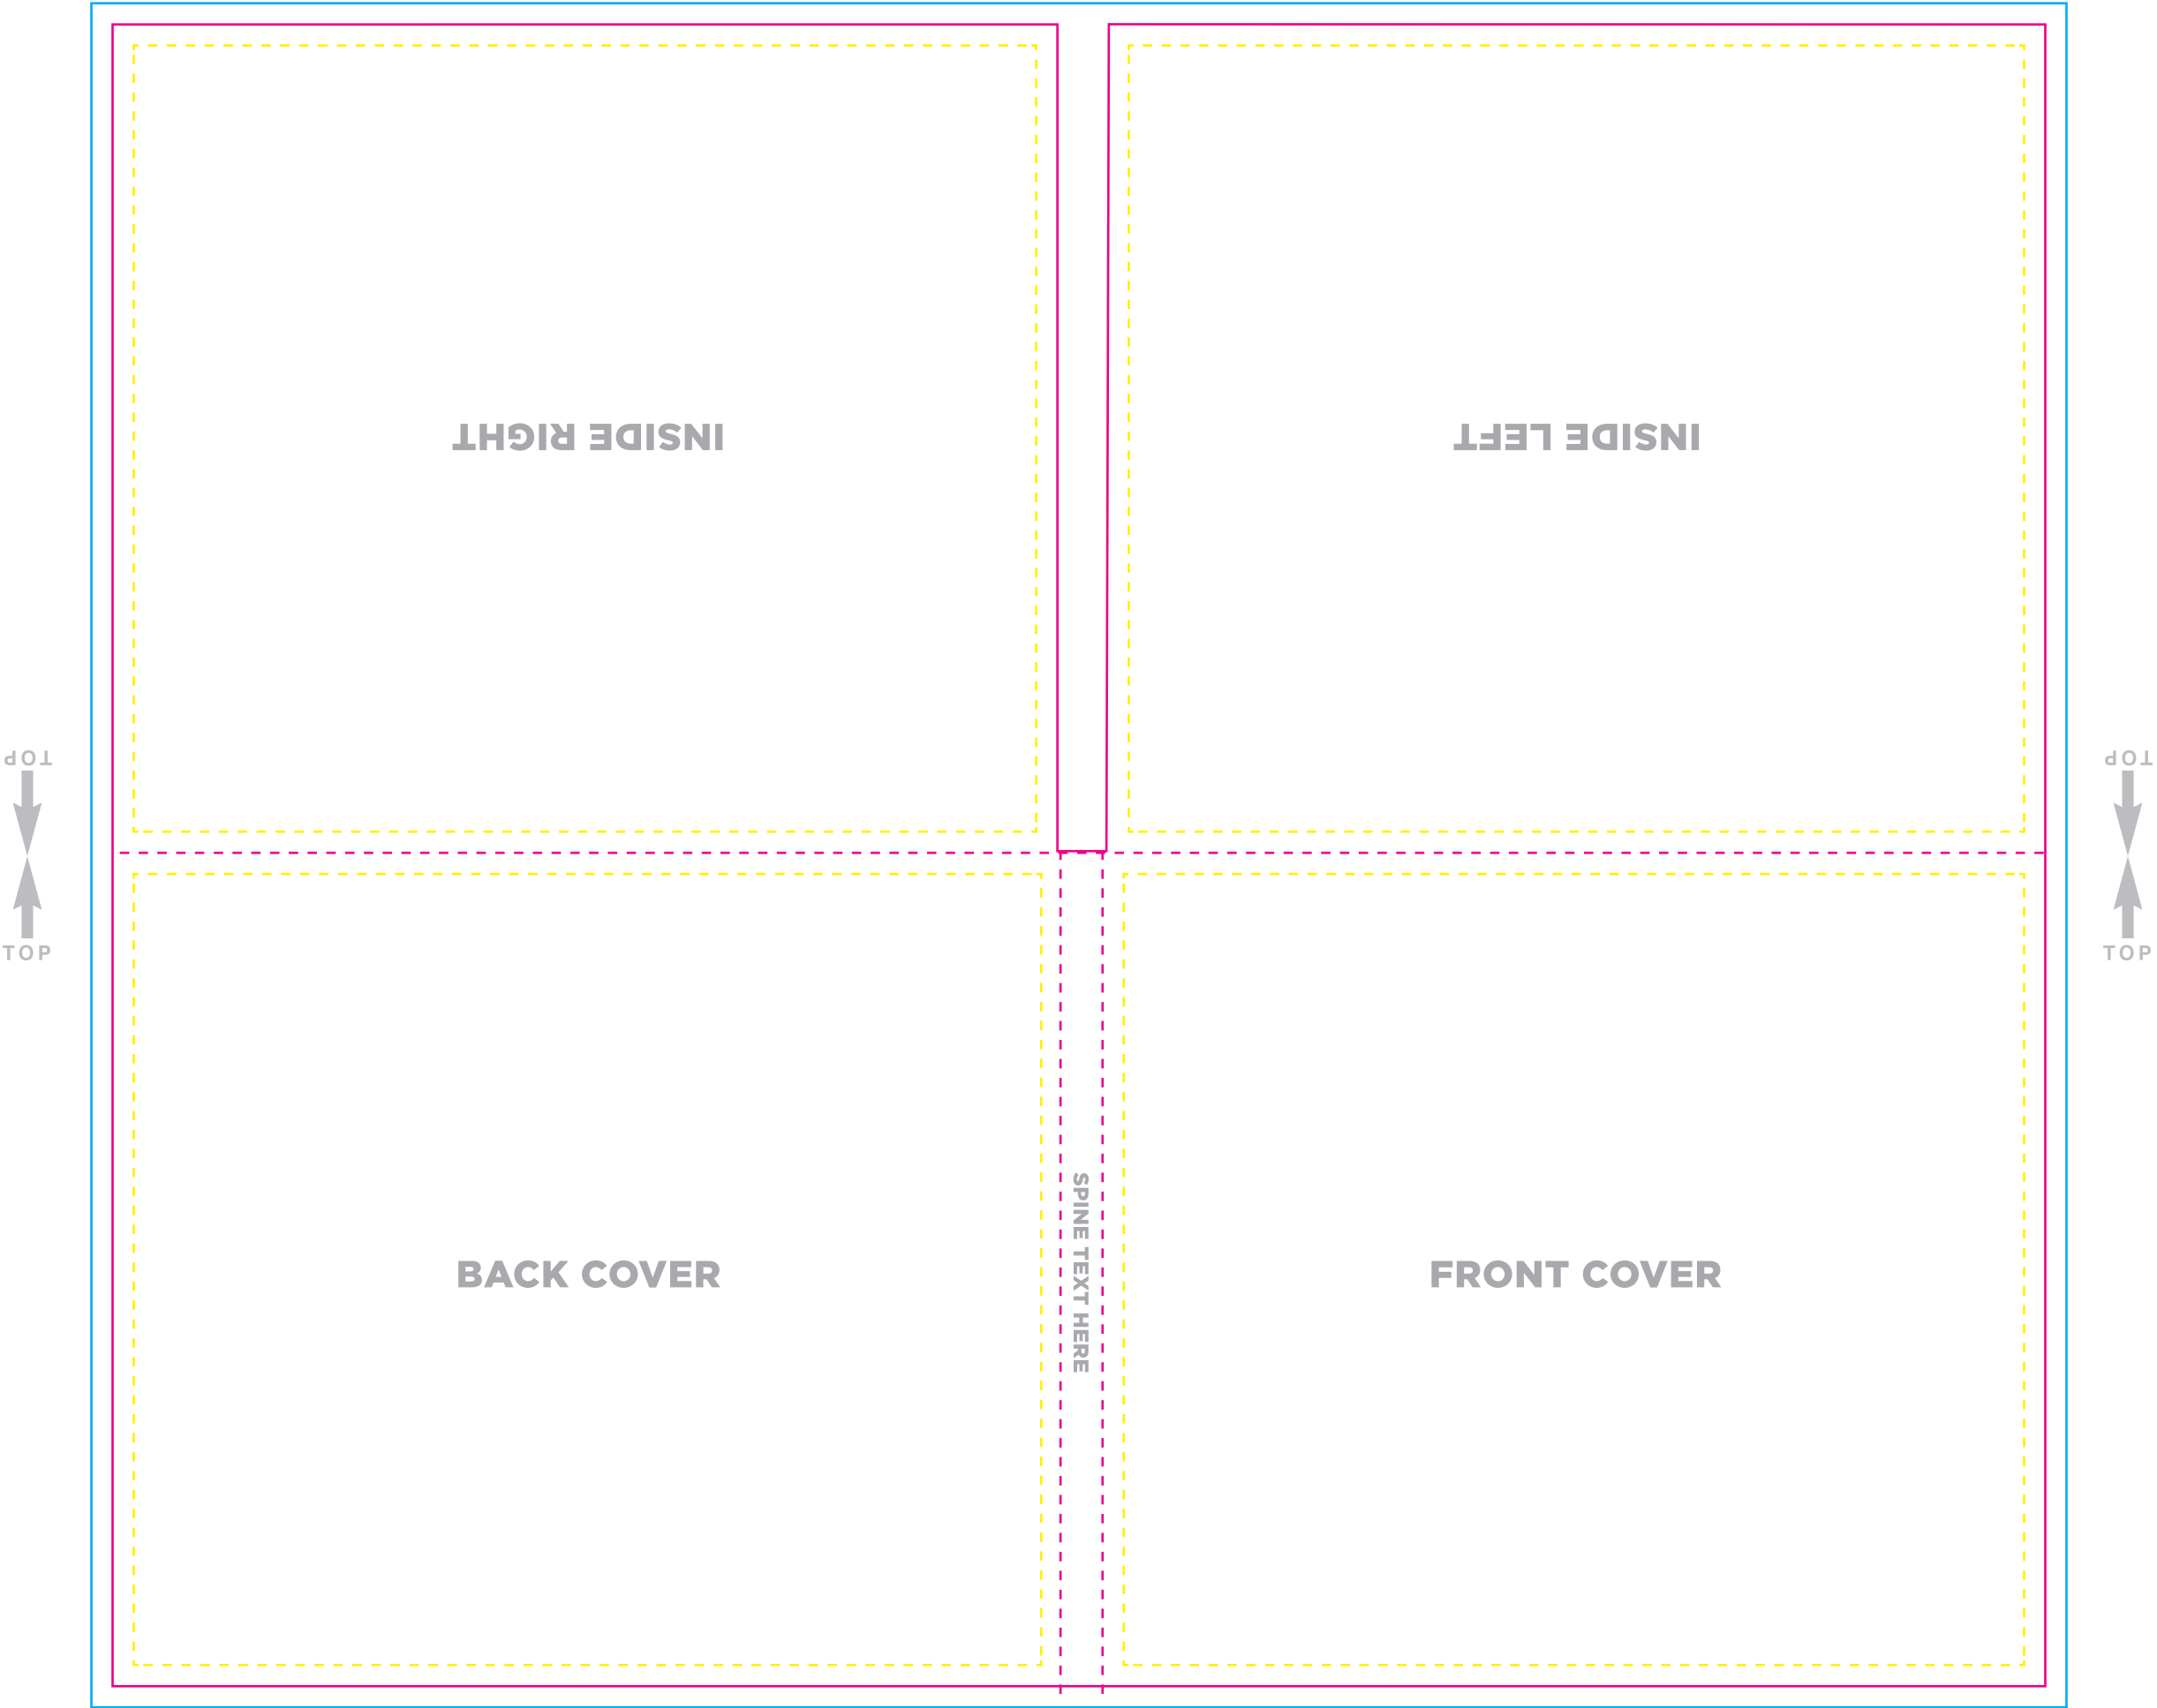 INSIDE RIGHT
INSIDE LEFT
TOP
TOP
TOP
TOP
SPINE TEXT HERE
BACK COVER
FRONT COVER